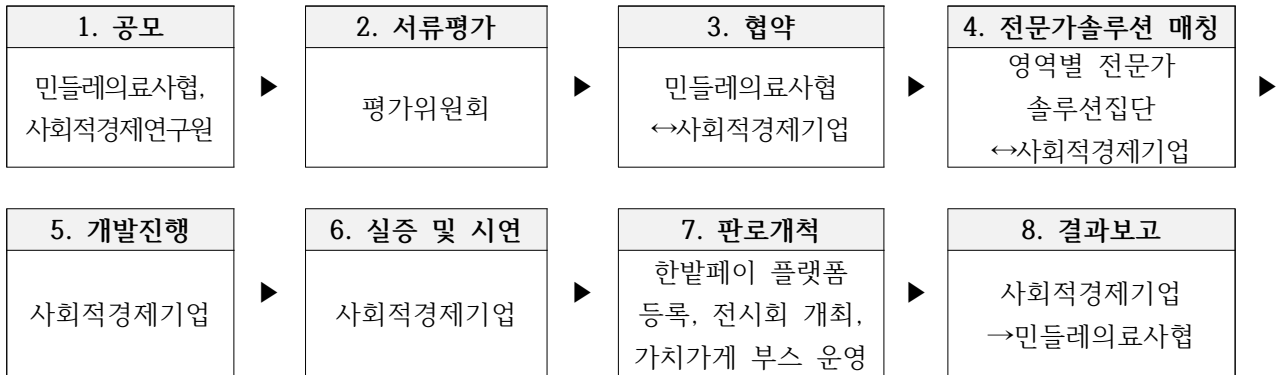 1. 공모
민들레의료사협,
사회적경제연구원
▶
2. 서류평가
평가위원회
▶
3. 협약
민들레의료사협
↔사회적경제기업
▶
4. 전문가솔루션 매칭
영역별 전문가
솔루션집단
↔사회적경제기업
▶
5. 개발진행
사회적경제기업
▶
6. 실증 및 시연
사회적경제기업
▶
7. 판로개척
한밭페이 플랫폼
등록, 전시회 개최,
가치가게 부스 운영
▶
8. 결과보고
사회적경제기업
→민들레의료사협